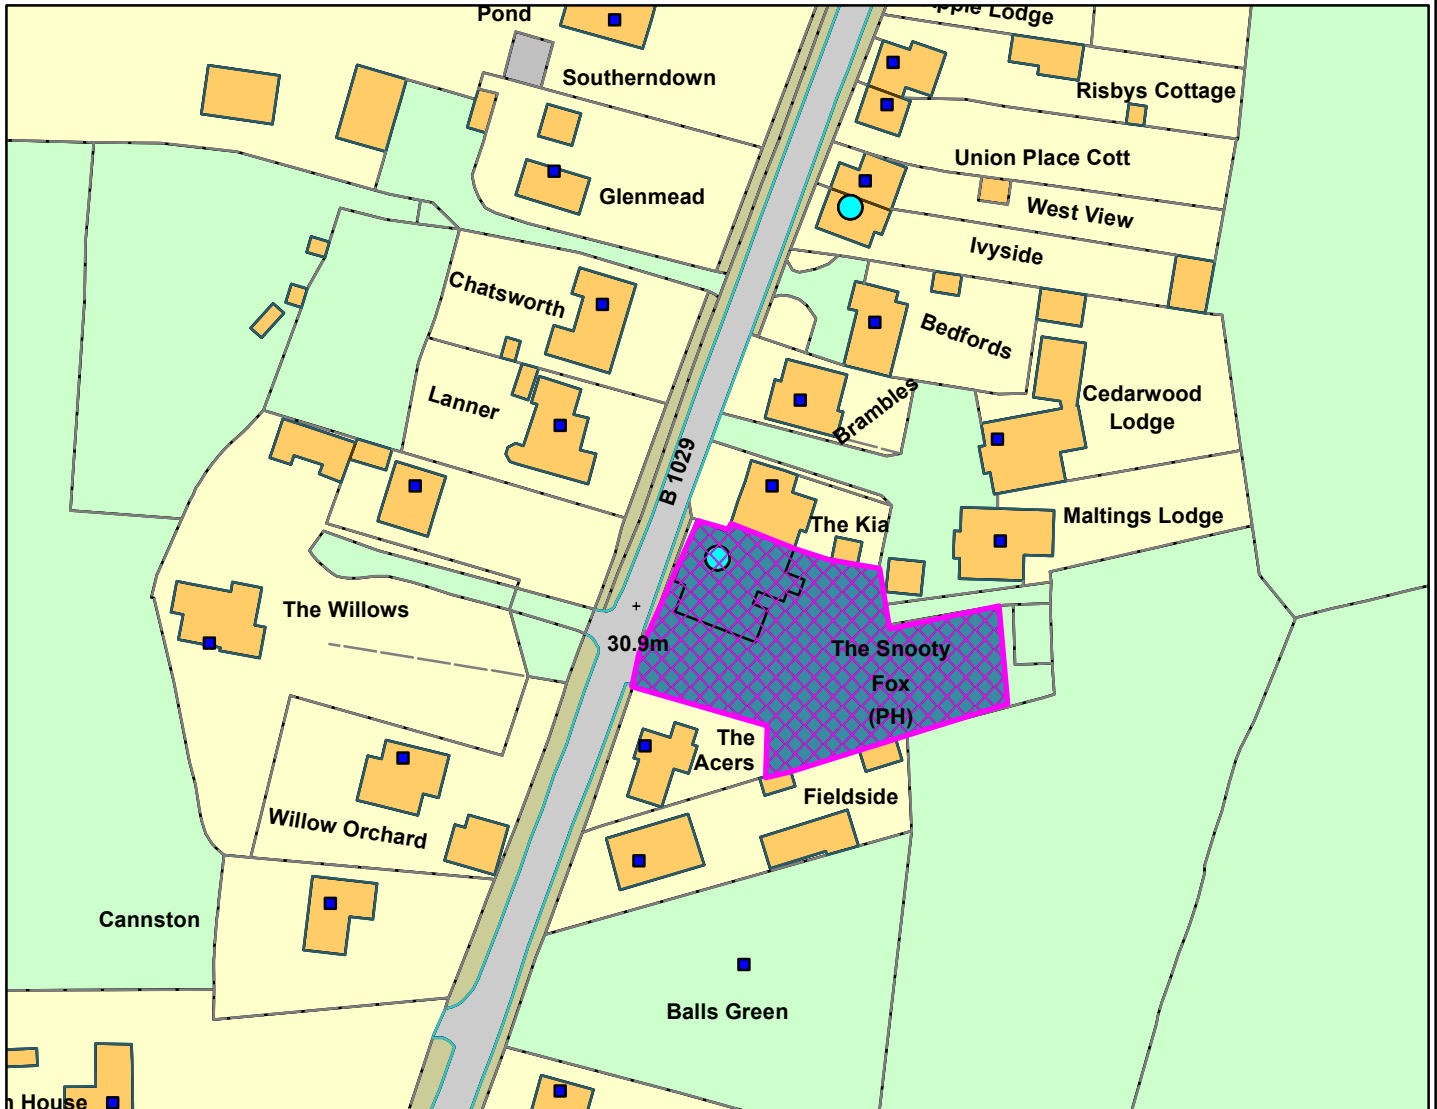 Pond
Lodge
Southerndown
Risbys Cottage
Union Place Cott
Glenmead
West View
Ivyside
Chatsworth
Bedfords
Lanner
Brambles
Cedarwood
Lodge
B 1029
The Kia
Maltings Lodge
The Willows
30.9m
The Snooty
Fox
(PH)
The
Acers
Fieldside
Willow Orchard
Cannston
Balls Green
House